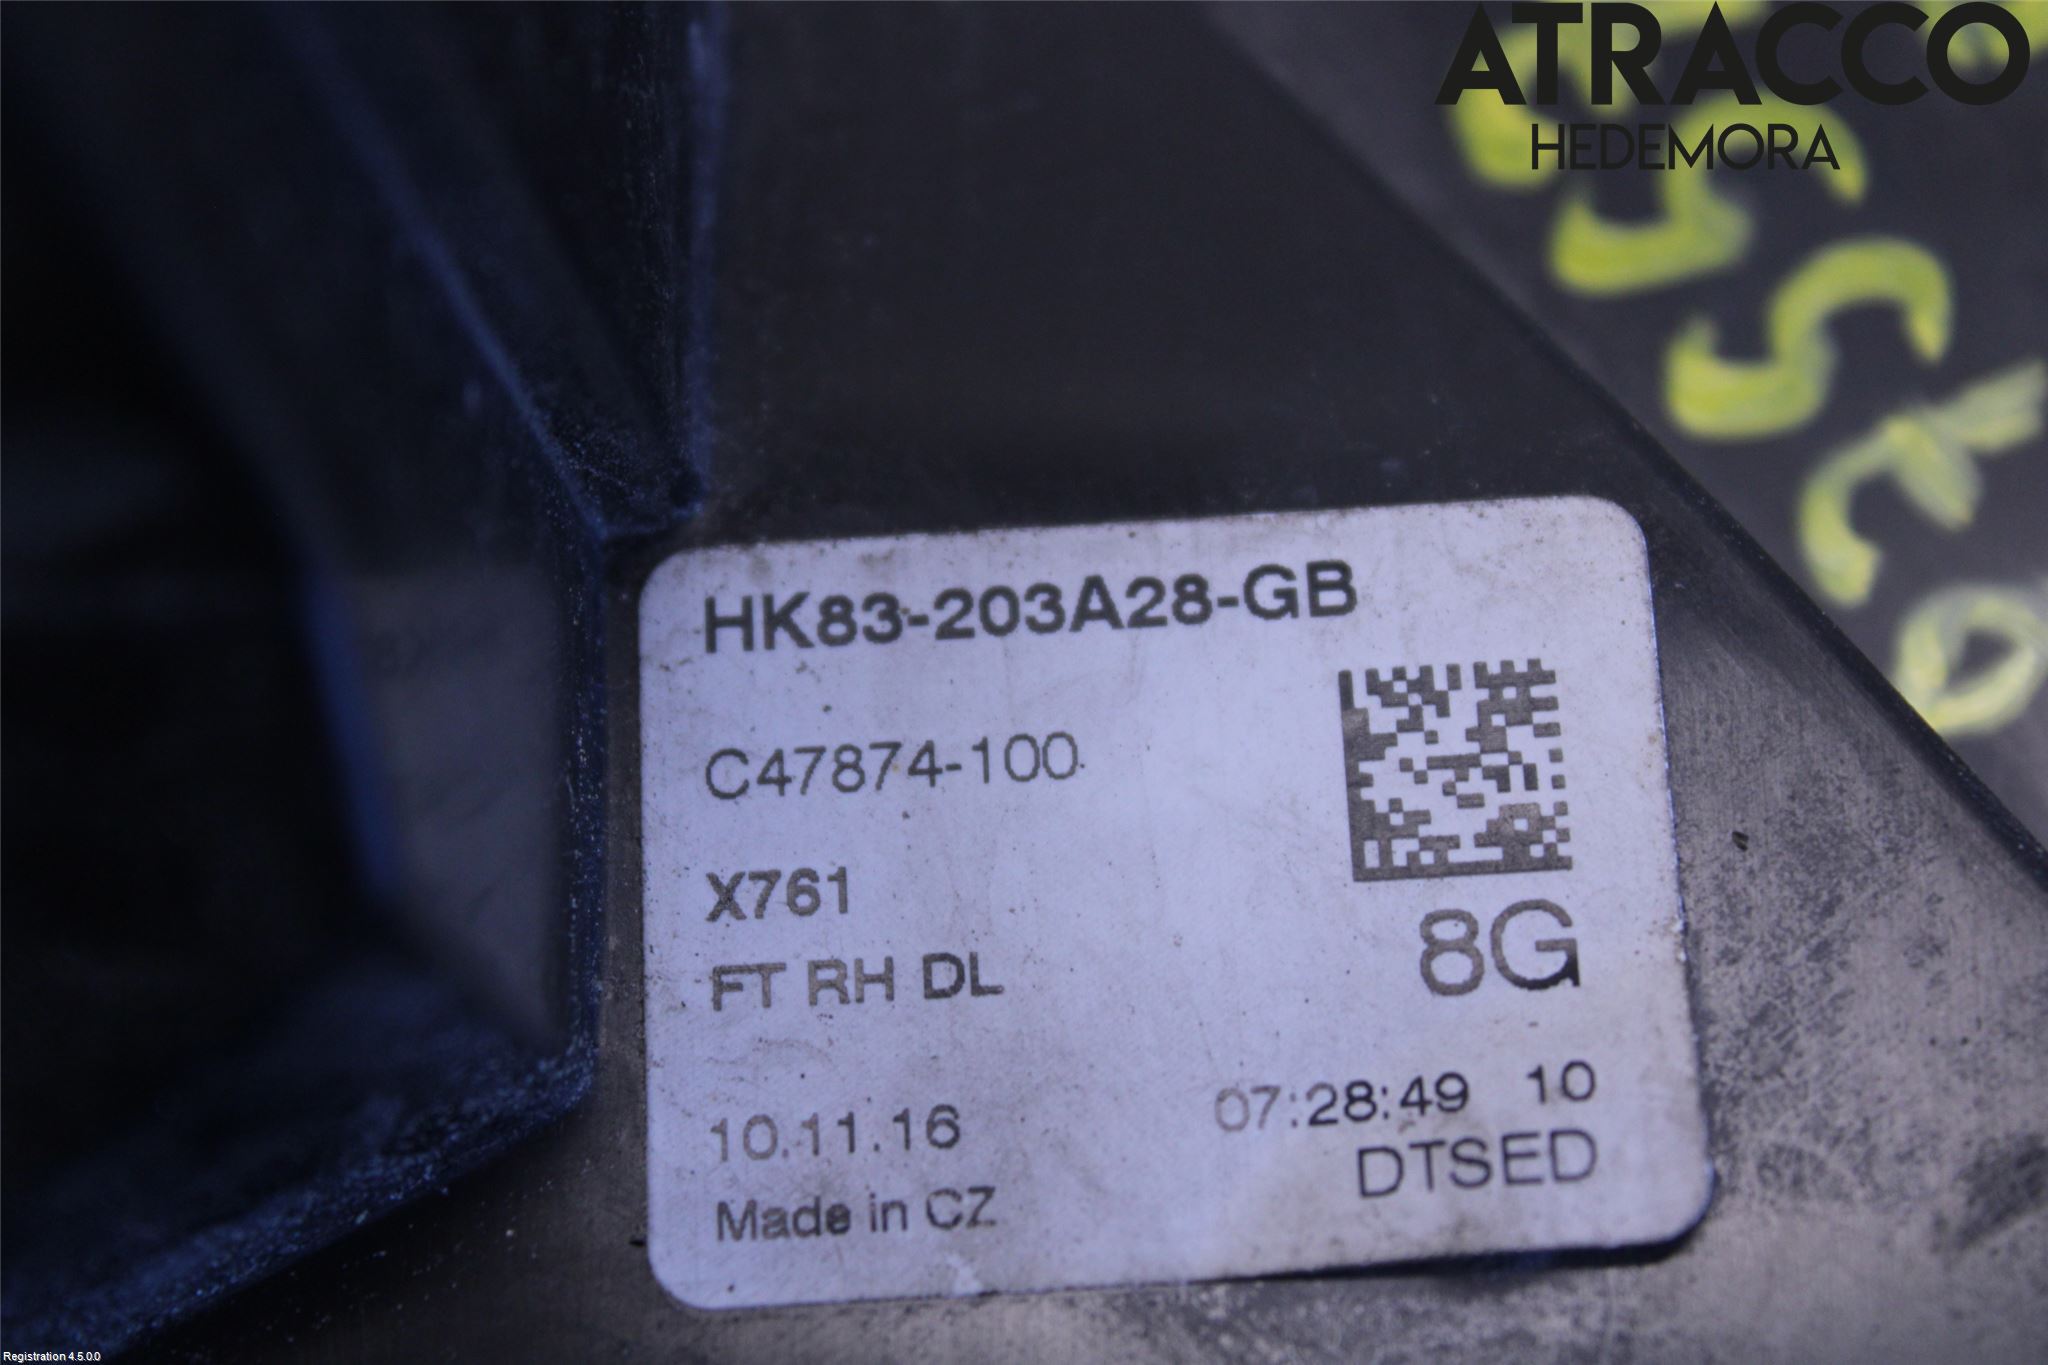 ATRACCO
HEDEMORA
HK83-203A28-GB
C47874-100
X761
8G
FT RH DL
10.11.16
07:28:49 10
Made in CZ
DTSED
Registration 4.5.0.0